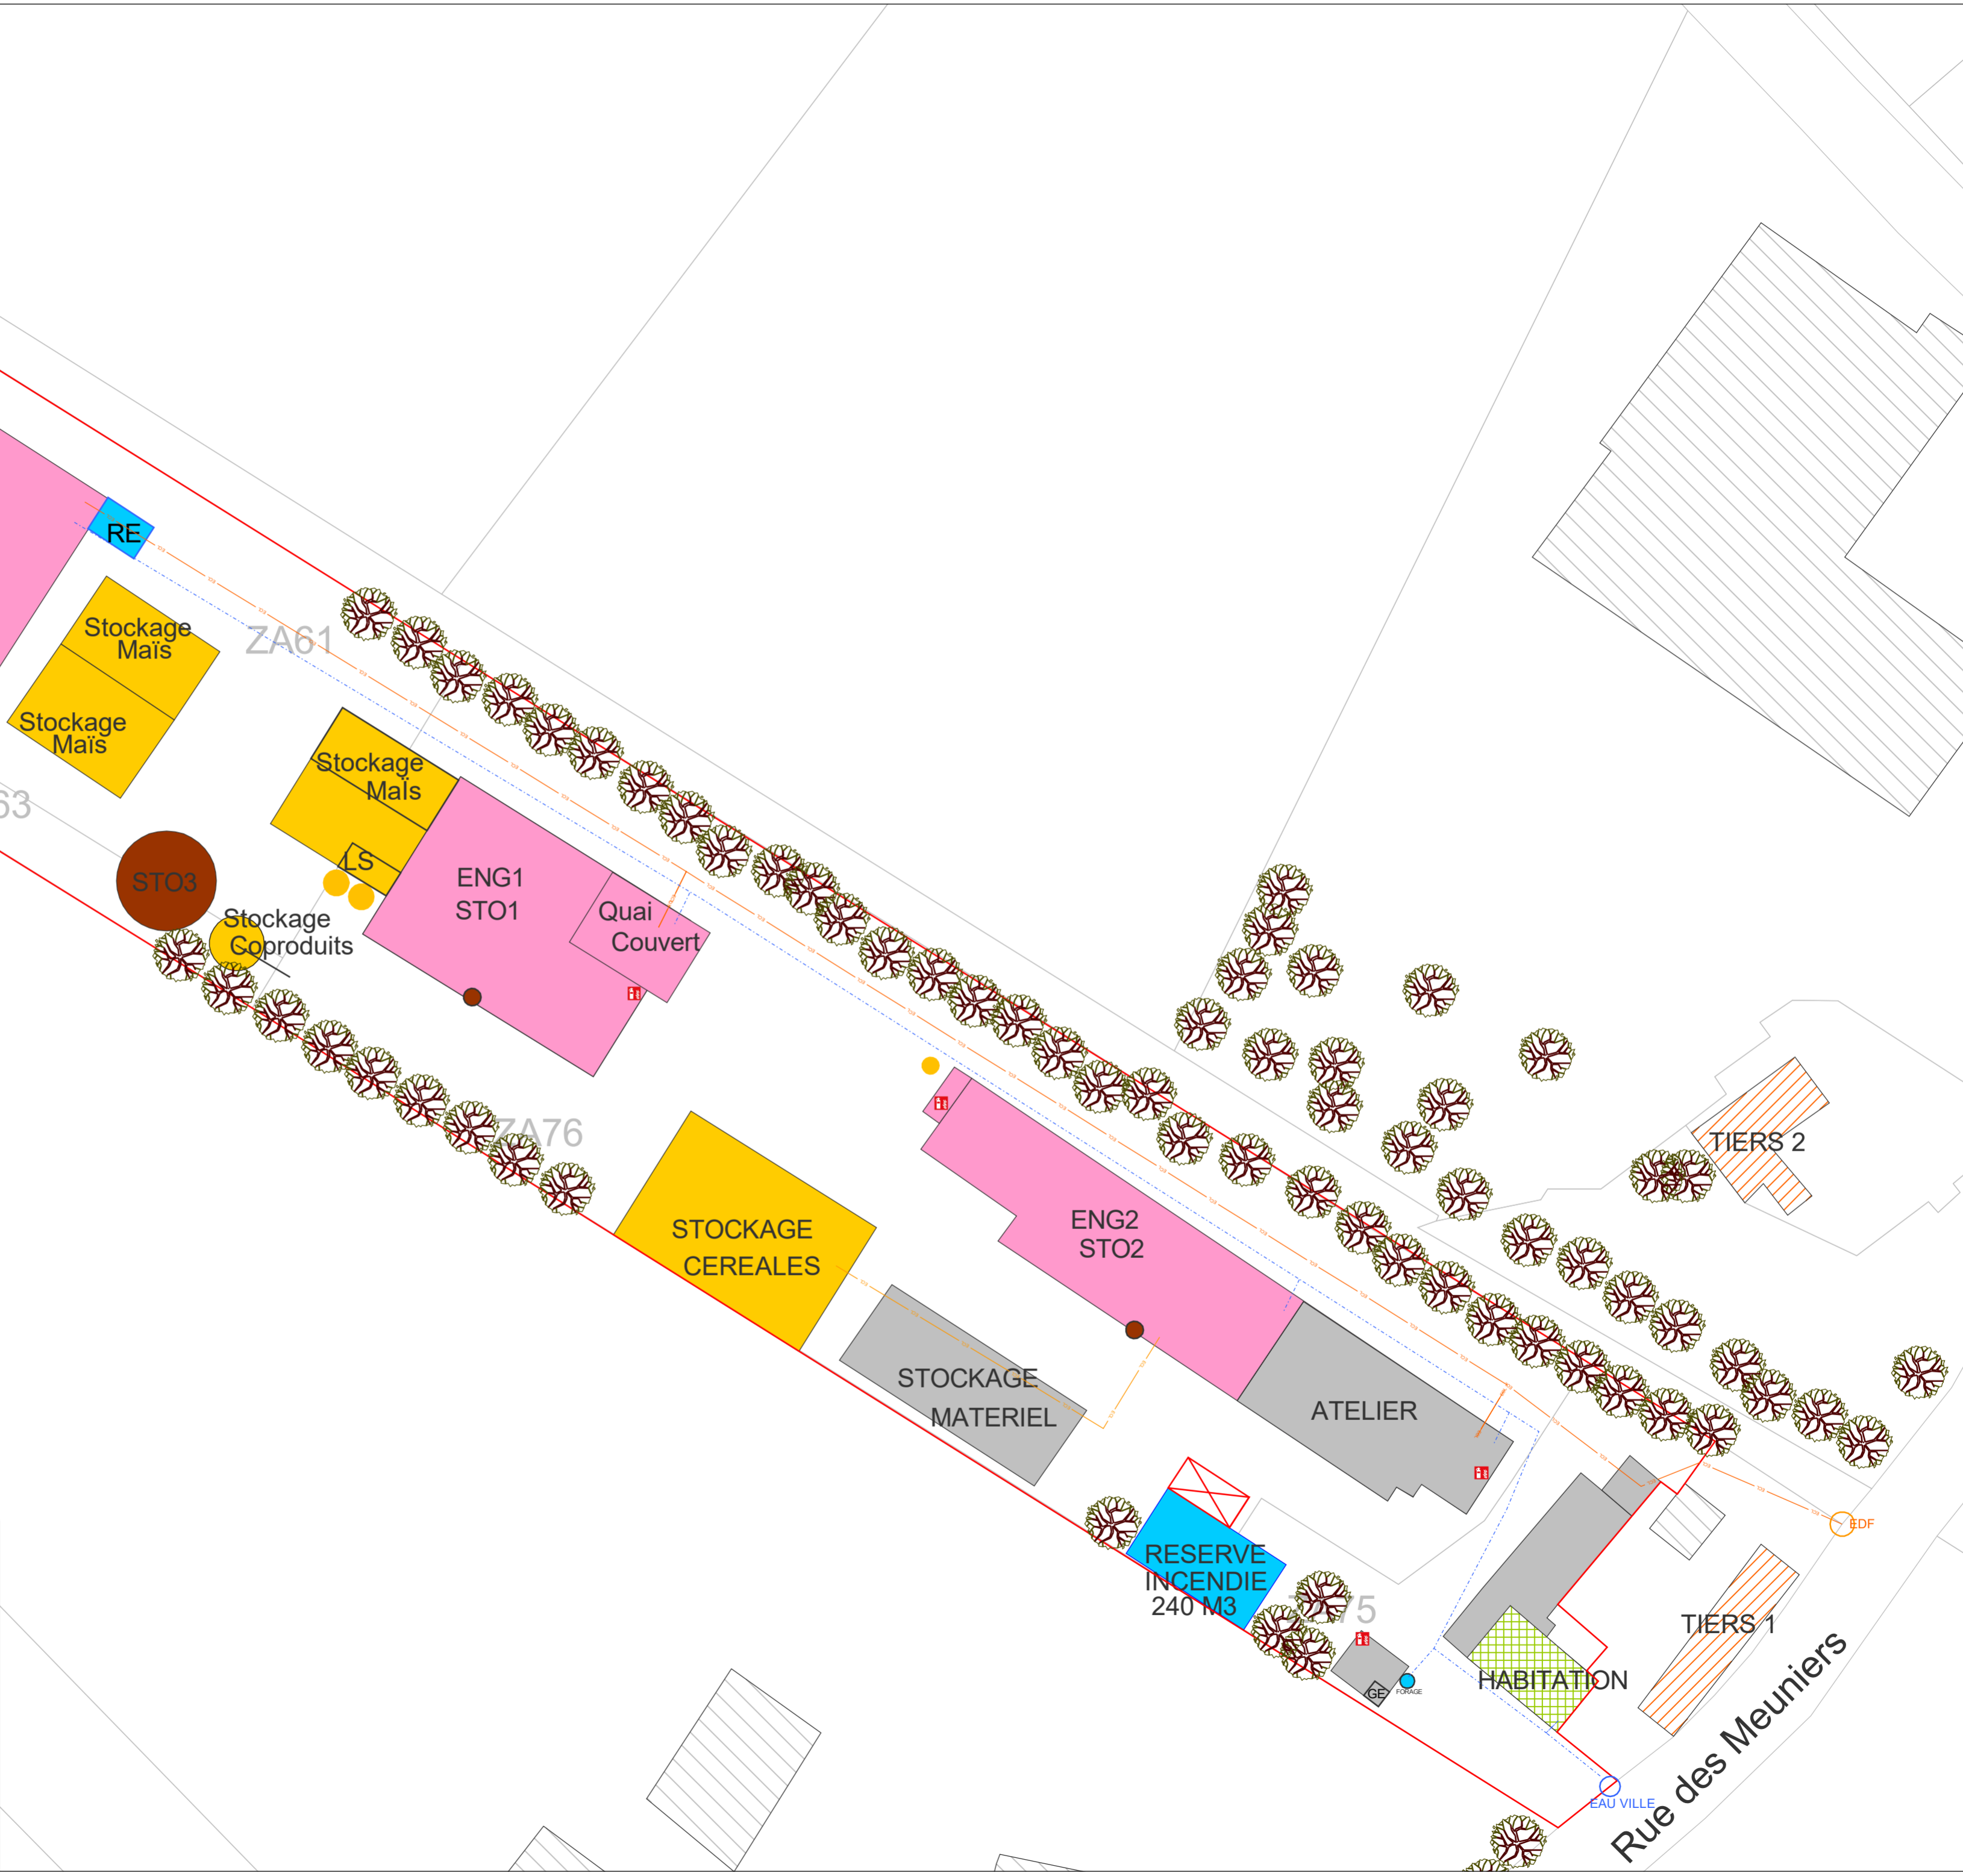 RE
Stockage
Maïs
ZA61
Stockage
Maïs
Stockage
MaÏs
63
LS
STO3
ENG1
STO1
Quai
Couvert
Stockage
Coproduits
ZA76
TIERS 2
STOCKAGE
CEREALES
ENG2
STO2
STOCKAGE
MATERIEL
ATELIER
EDF
RESERVE
INCENDIE
240 M3
75
TIERS 1
HABITATION
GE
FORAGE
EAU VILLE
Rue des Meuniers